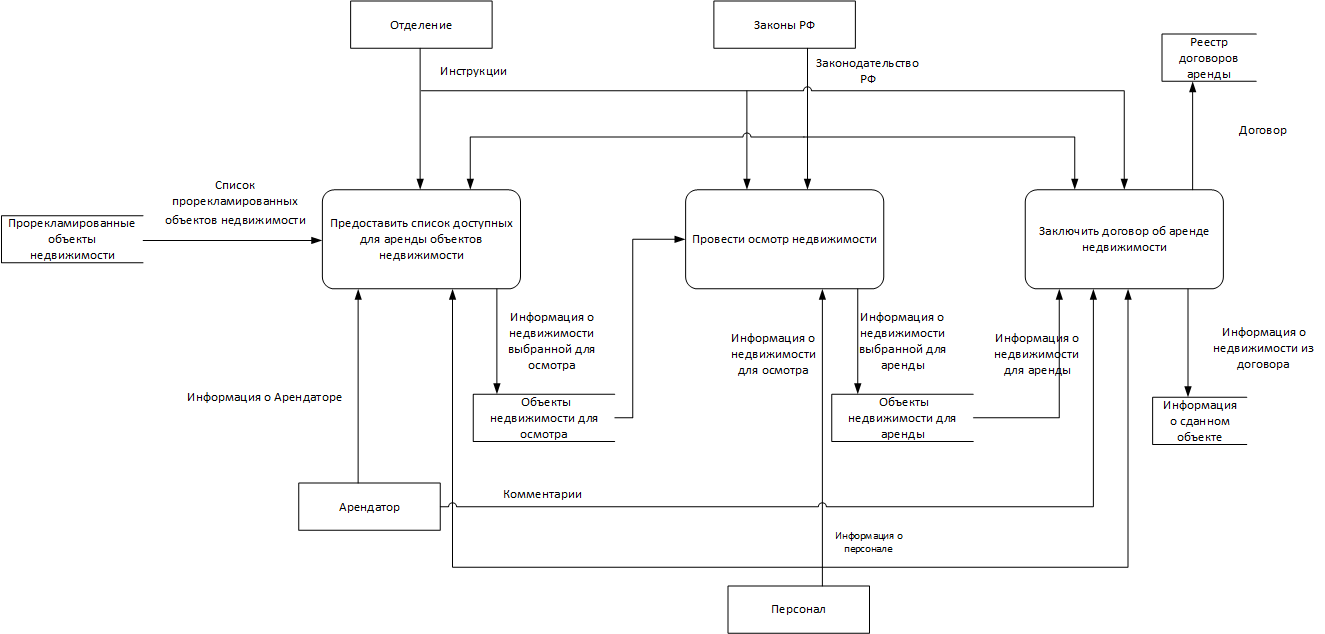 Отделение
Законы РФ
Реестр
договоров
аренды
Инструкции
Законодательство
РФ
Договор
Список
прорекламированных
объектов недвижимости
Прорекламированные
объекты
недвижимости
Предоставить список доступных
для аренды объектов
недвижимости
Провести осмотр недвижимости
Заключить договор об аренде
недвижимости
Информация о
недвижимости
выбранной для
осмотра
Информация о
недвижимости
для осмотра
Информация о
недвижимости
выбранной для
аренды
Информация о
недвижимости
для аренды
Информация о
недвижимости из
договора
Информация о Арендаторе
Объекты
недвижимости для
осмотра
Объекты
недвижимости для
аренды
Информация
о сданном
объекте
Комментарии
Арендатор
Информация о
персонале
Персонал